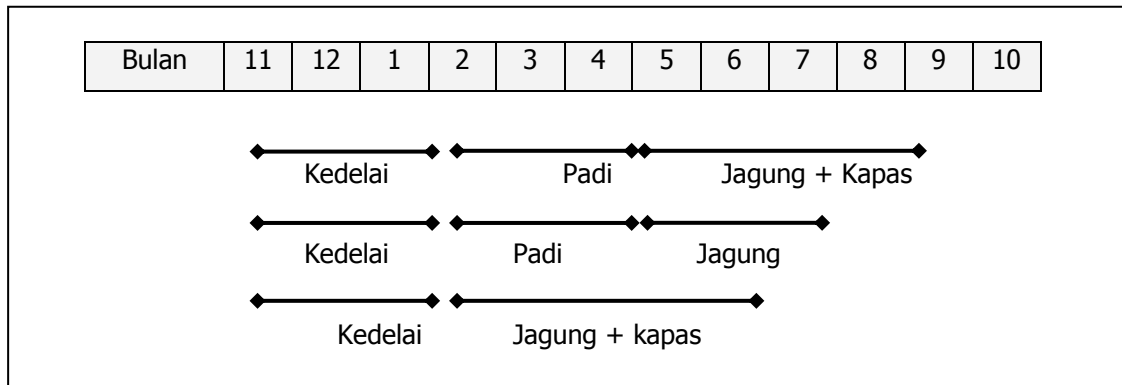 Bulan 11 12 1 2 3 4 5 6 7 8 9 10
Kedelai Padi Jagung + Kapas
Kedelai Padi Jagung
Kedelai Jagung + kapas